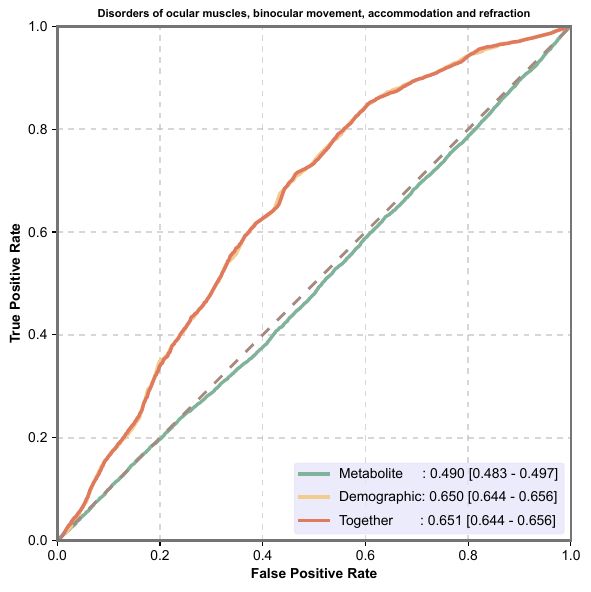 Disorders of ocular muscles, binocular movement, accommodation and refraction
1.0
0.8
0.6
0.4
0.2
0.0
True Positive Rate
Metabolite : 0.490 [0.483 - 0.497]
Demographic: 0.650 [0.644 - 0.656]
Together : 0.651 [0.644 - 0.656]
0.0 0.2 0.4 0.6 0.8 1.0
False Positive Rate